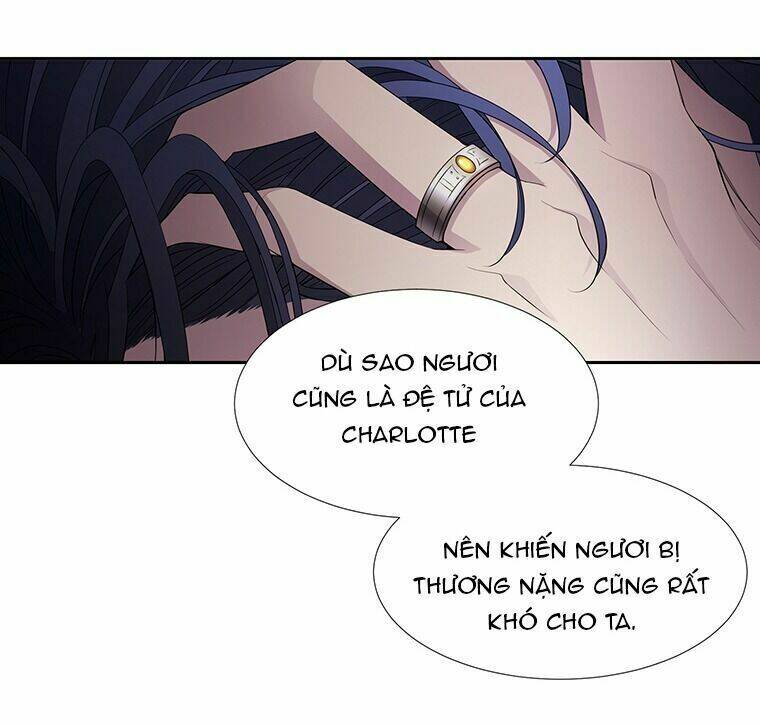 DÙ SAO NGƯƠI
CŨNG LÀ ĐỆ TỬ CỦA
CHARLOTTE
NÊN KHIẾN NGƯƠI BỊ
THƯƠNG NẶNG CŨNG RẤT
KHÓ CHO TA.